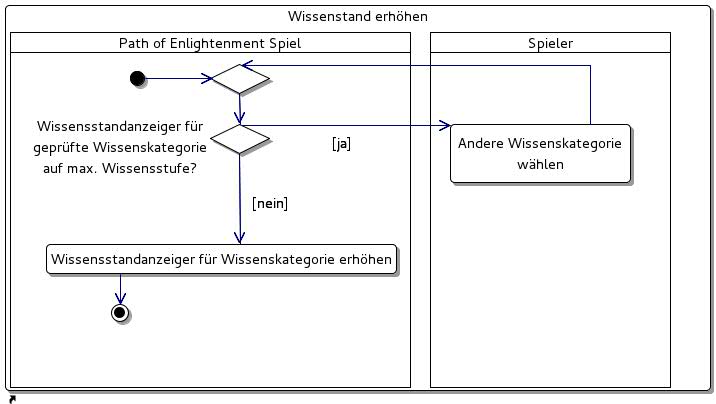 Wissenstand erhöhen
Path of Enlightenment Spiel
Spieler
Wissensstandanzeiger für
geprüfte Wissenskategorie
auf max. Wissensstufe?
[ja]
Andere Wissenskategorie
wählen
[nein]
Wissensstandanzeiger für Wissenskategorie erhöhen